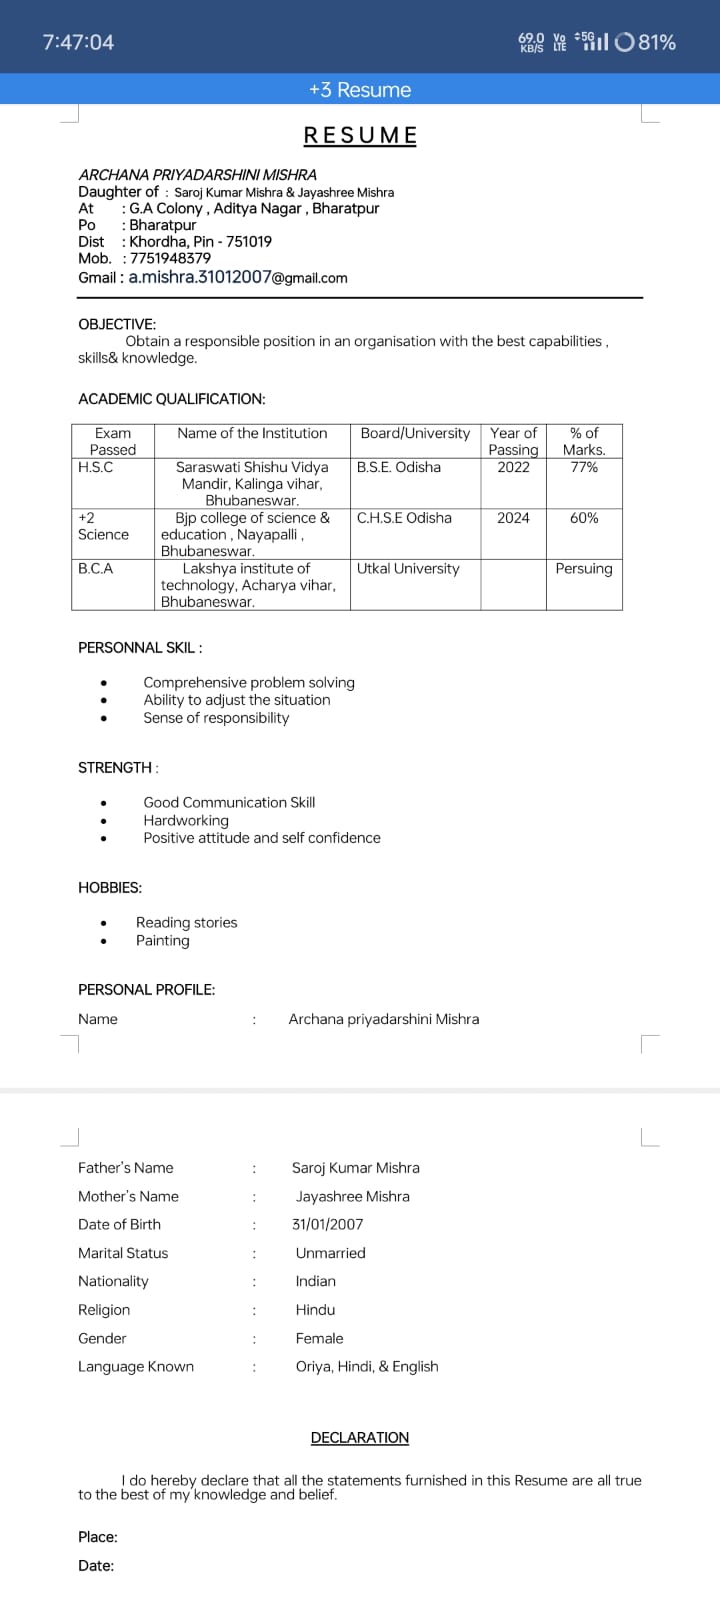 7:47:04 69.0 KB/S Vo LTE 5G 81%
+3 Resume
RESUME
ARCHANA PRIYADARSHINI MISHRA
Daughter of : Saroj Kumar Mishra & Jayashree Mishra
At : G.A Colony , Aditya Nagar , Bharatpur
Po : Bharatpur
Dist : Khordha, Pin - 751019
Mob. : 7751948379
Gmail : a.mishra.31012007@gmail.com
OBJECTIVE:
Obtain a responsible position in an organisation with the best capabilities ,
skills& knowledge.
ACADEMIC QUALIFICATION:
Exam Name of the Institution Board/University Year of % of
Passed Passing Marks.
H.S.C Saraswati Shishu Vidya B.S.E. Odisha 2022 77%
Mandir, Kalinga vihar,
Bhubaneswar.
+2 Bjp college of science & C.H.S.E Odisha 2024 60%
Science education , Nayapalli ,
Bhubaneswar.
B.C.A Lakshya institute of Utkal University Persuing
technology, Acharya vihar,
Bhubaneswar.
PERSONNAL SKIL :
• Comprehensive problem solving
• Ability to adjust the situation
• Sense of responsibility
STRENGTH :
• Good Communication Skill
• Hardworking
• Positive attitude and self confidence
HOBBIES:
• Reading stories
• Painting
PERSONAL PROFILE:
Name : Archana priyadarshini Mishra
Father's Name : Saroj Kumar Mishra
Mother's Name : Jayashree Mishra
Date of Birth : 31/01/2007
Marital Status : Unmarried
Nationality : Indian
Religion : Hindu
Gender : Female
Language Known : Oriya, Hindi, & English
DECLARATION
I do hereby declare that all the statements furnished in this Resume are all true
to the best of my knowledge and belief.
Place:
Date: